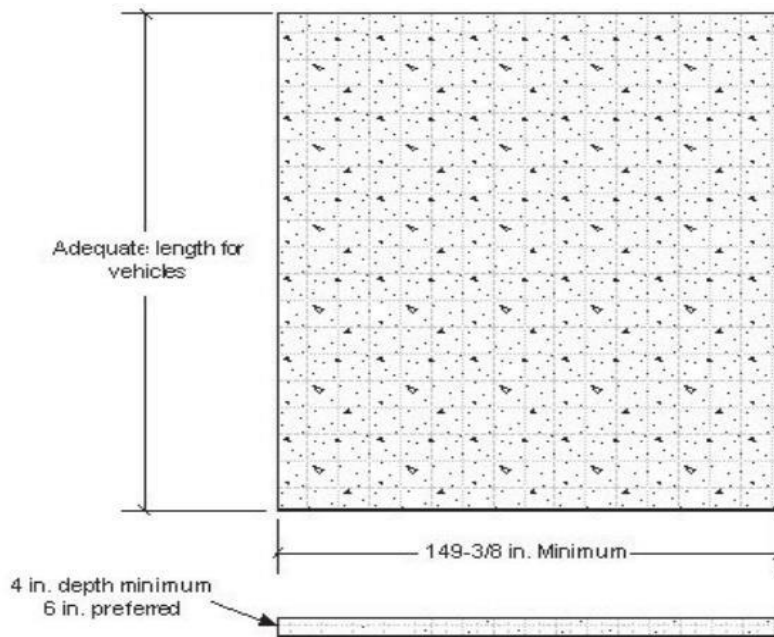 Adequate length for
vehicles
149-3/8 in. Minimum
4 in. depth minimum
6 in. preferred